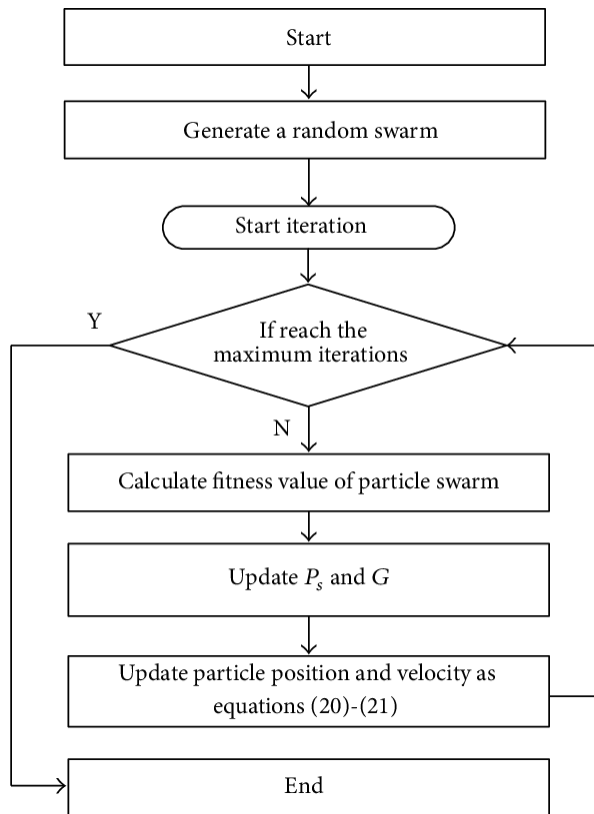 Start
Generate a random swarm
Start iteration
If reach the
maximum iterations
Y
N
Calculate fitness value of particle swarm
Update Pₛ and G
Update particle position and velocity as
equations (20)-(21)
End